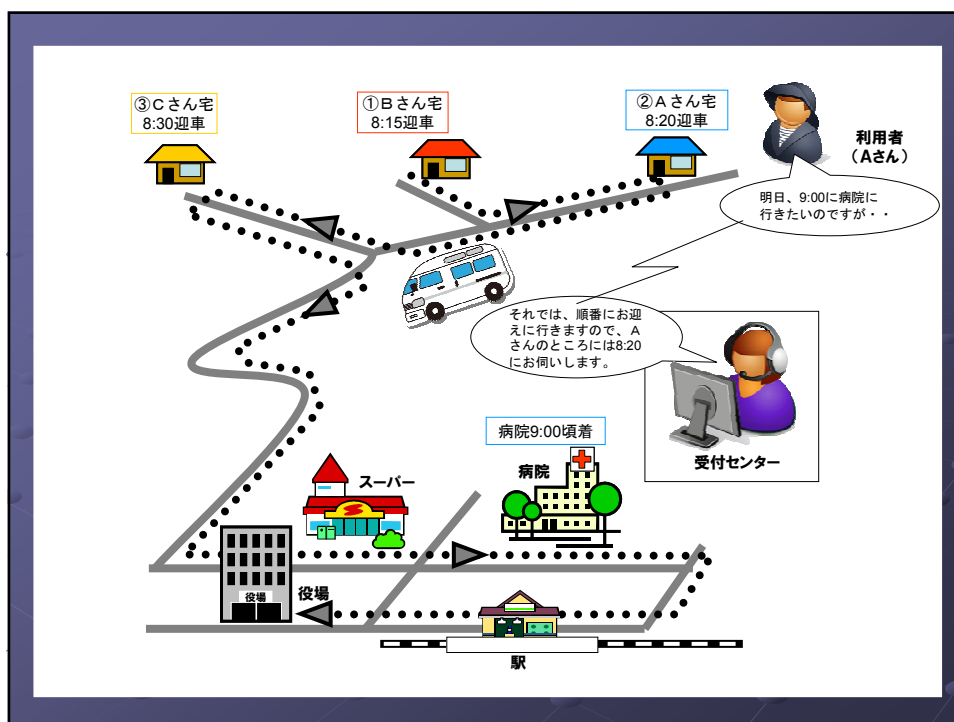 ③Cさん宅
8:30迎車
①Bさん宅
8:15迎車
②Aさん宅
8:20迎車
利用者
（Aさん）
明日、9:00に病院に
行きたいのですが・・
それでは、順番にお迎
えに行きますので、A
さんのところには8:20
にお伺いします。
受付センター
病院9:00頃着
病院
スーパー
役場
役場
駅